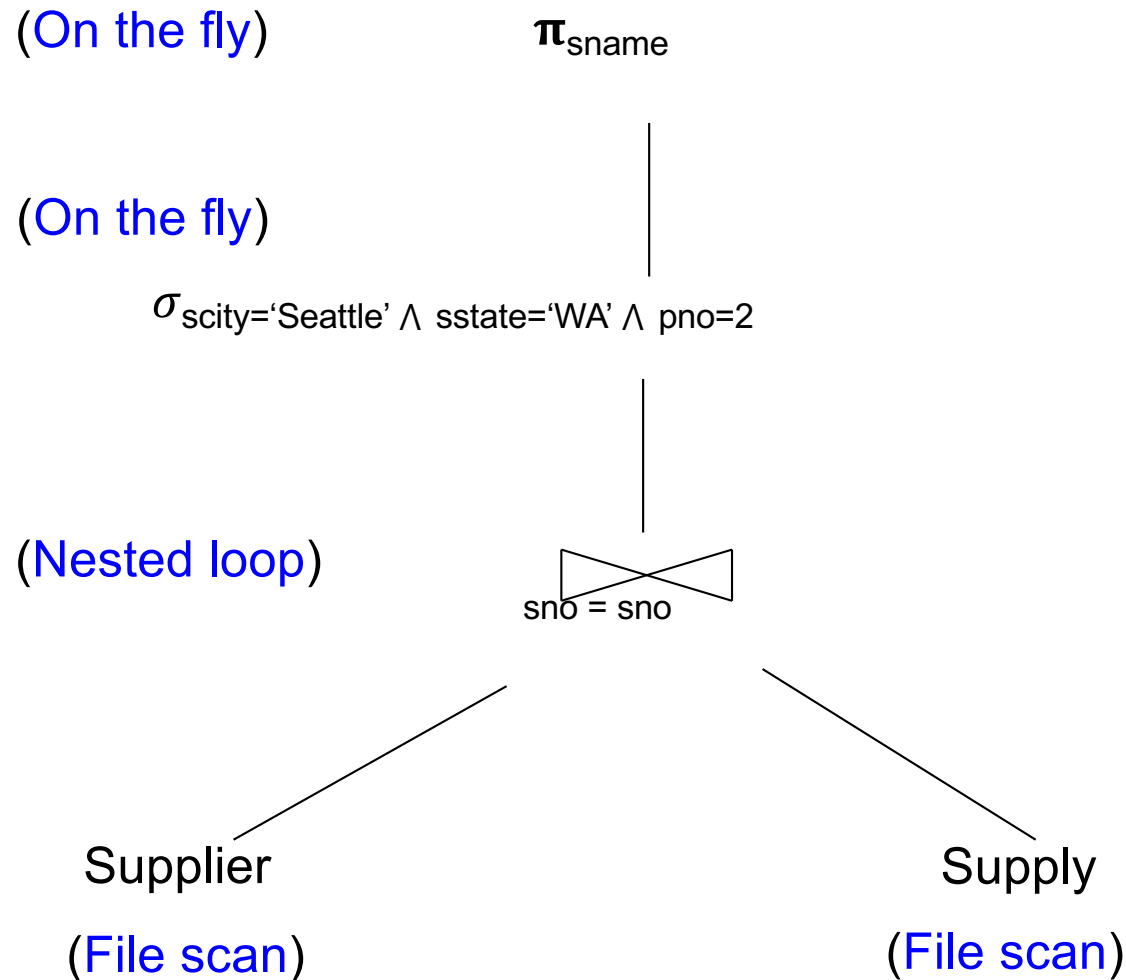 (On the fly) πsname
(On the fly)
σscity=‘Seattle’ ∧ sstate=‘WA’ ∧ pno=2
(Nested loop)
sno = sno
Supplier Supply
(File scan) (File scan)